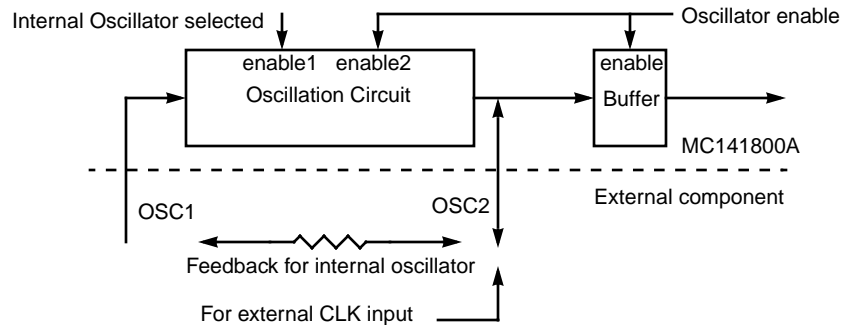 Internal Oscillator selected
Oscillator enable
enable1 enable2
enable
Oscillation Circuit
Buffer
MC141800A
External component
OSC1
OSC2
Feedback for internal oscillator
For external CLK input